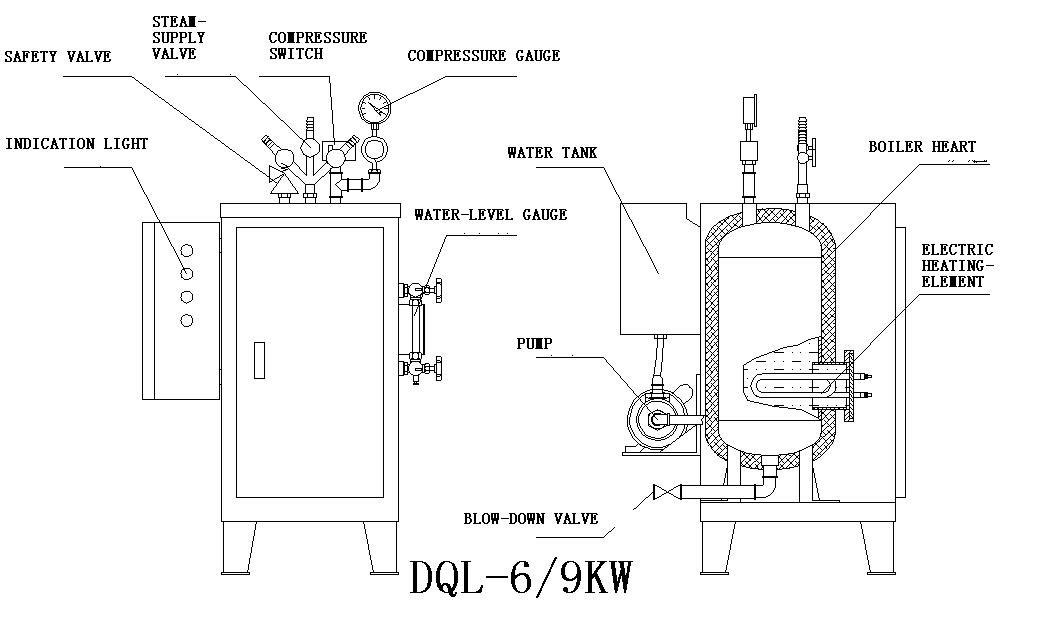 STEAM-
SUPPLY
VALVE
SAFETY VALVE
COMPRESSURE
SWITCH
COMPRESSURE GAUGE
INDICATION LIGHT
WATER TANK
BOILER HEART
WATER-LEVEL GAUGE
ELECTRIC
HEATING-
ELEMENT
PUMP
BLOW-DOWN VALVE
DQL-6/9KW